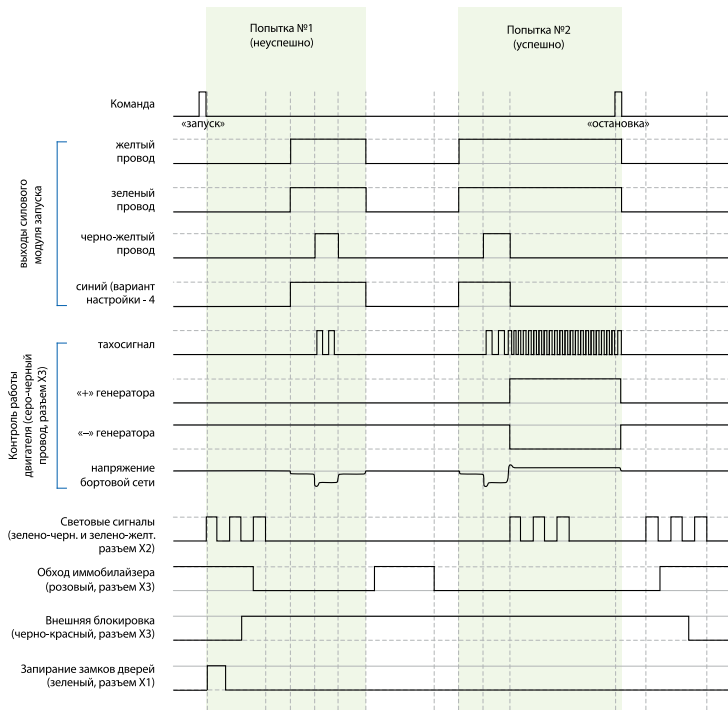 Попытка №1
(неуспешно)
Попытка №2
(успешно)
Команда
«запуск»
«остановка»
выходы силового
модуля запуска
желтый
провод
зеленый
провод
черно-желтый
провод
синий (вариант
настройки - 4
Контроль работы
двигателя (серо-черный
провод, разъем X3)
тахосигнал
«+» генератора
«–» генератора
напряжение
бортовой сети
Световые сигналы
(зелено-черн. и зелено-желт.
разъем X2)
Обход иммобилайзера
(розовый, разъем X3)
Внешняя блокировка
(черно-красный, разъем X3)
Запирание замков дверей
(зеленый, разъем X1)